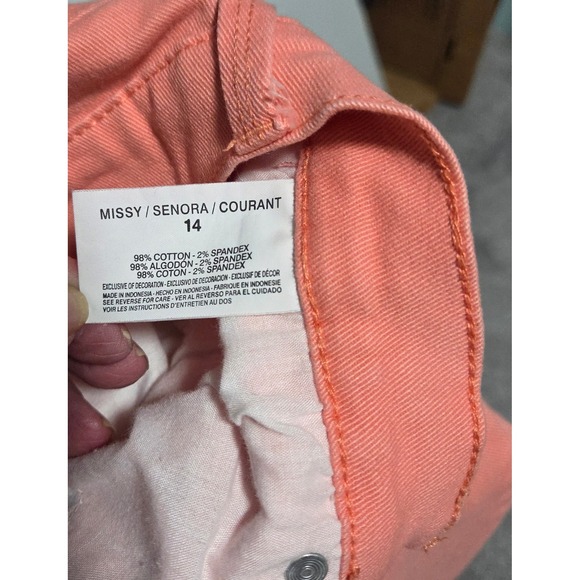 MISSY / SENORA / COURANT
14
98% COTTON - 2% SPANDEX
98% ALGODON - 2% SPANDEX
98% COTON - 2% SPANDEX
EXCLUSIVE OF DECORATION - EXCLUSIVO DE DECORACION - EXCLUSIF DE DÉCOR
MADE IN INDONESIA - HECHO EN INDONESIA - FABRIQUE EN INDONESIE
SEE REVERSE FOR CARE - VER AL REVERSO PARA EL CUIDADO
VOIR LES INSTRUCTIONS D'ENTRETIEN AU DOS